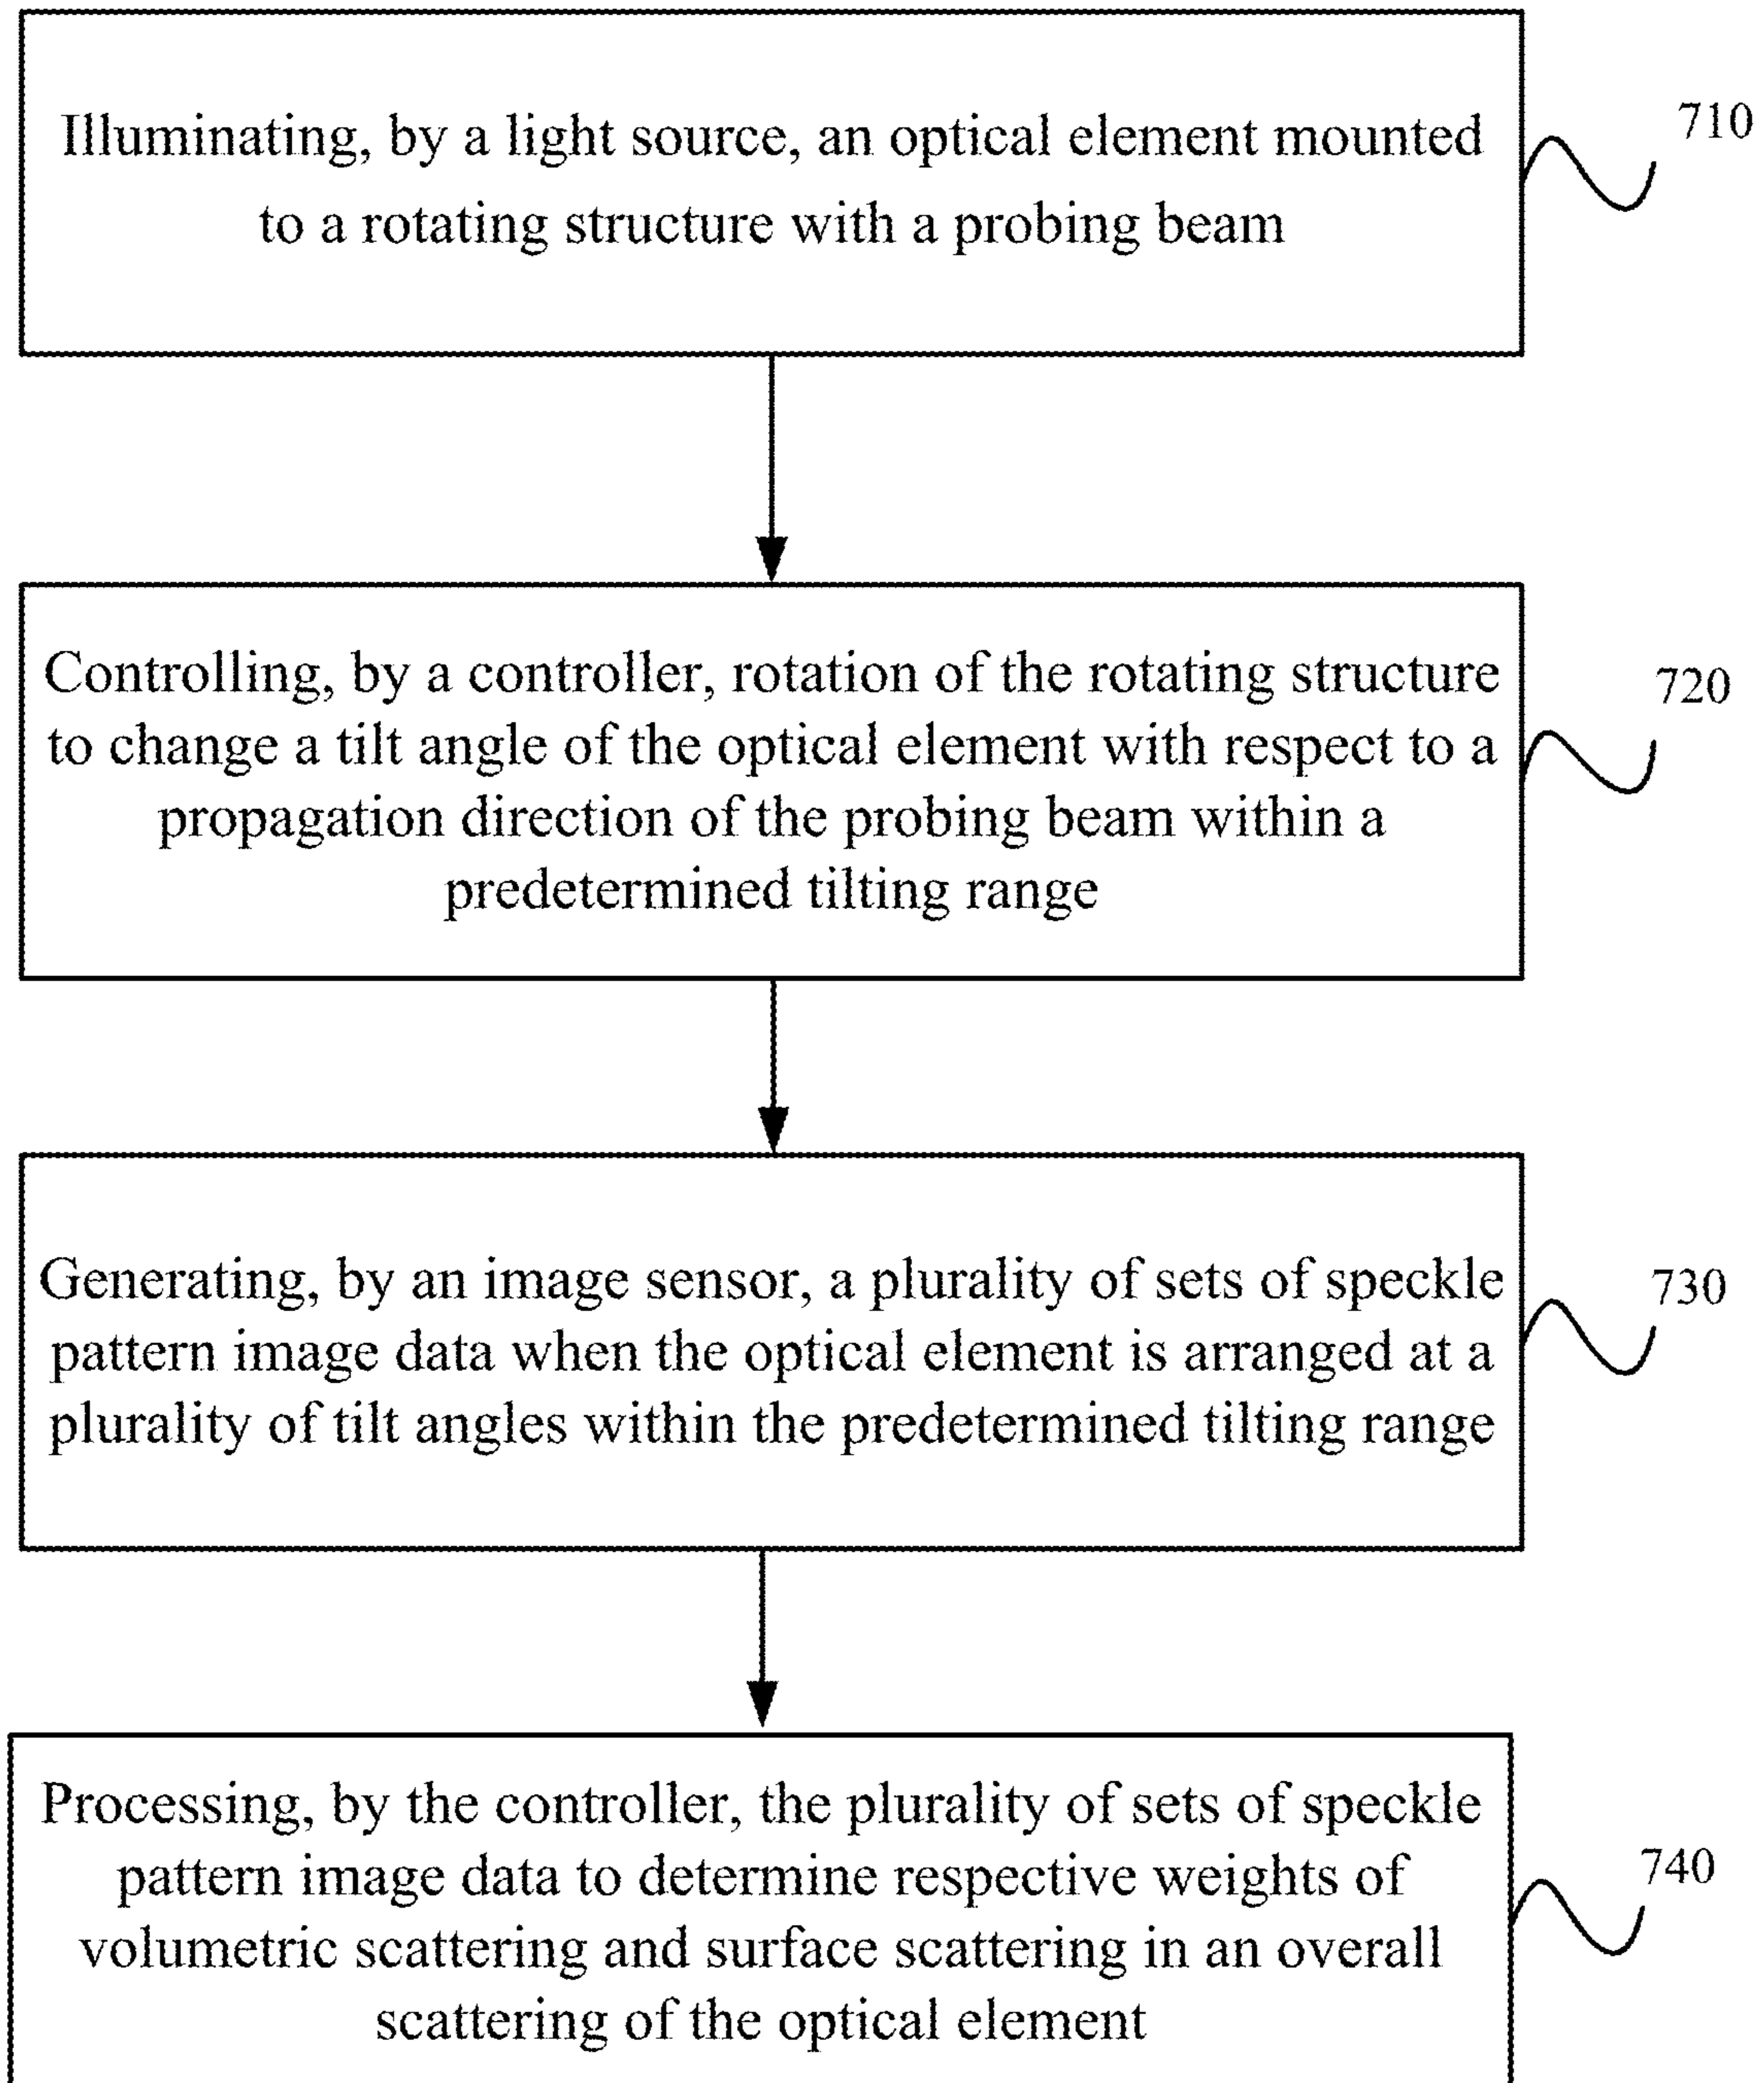 Illuminating, by a light source, an optical element mounted
to a rotating structure with a probing beam
710
Controlling, by a controller, rotation of the rotating structure
to change a tilt angle of the optical element with respect to a
propagation direction of the probing beam within a
predetermined tilting range
720
Generating, by an image sensor, a plurality of sets of speckle
pattern image data when the optical element is arranged at a
plurality of tilt angles within the predetermined tilting range
730
Processing, by the controller, the plurality of sets of speckle
pattern image data to determine respective weights of
volumetric scattering and surface scattering in an overall
scattering of the optical element
740